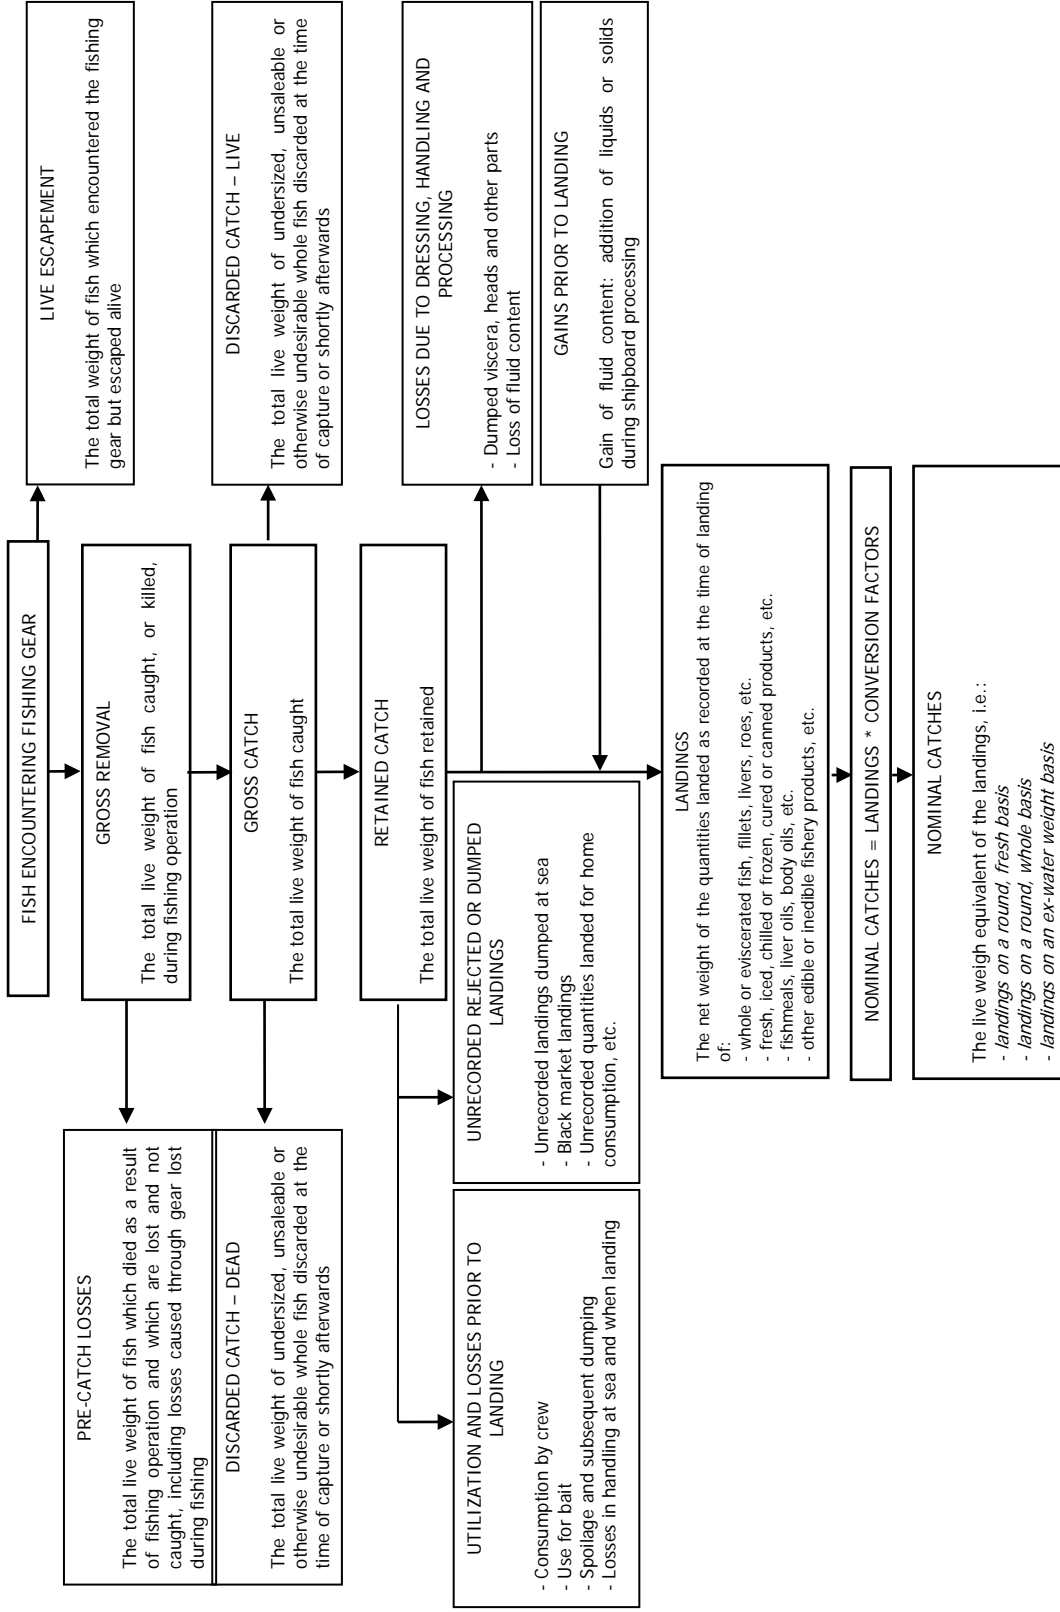 FISH ENCOUNTERING FISHING GEAR
LIVE ESCAPEMENT
The total weight of fish which encountered the fishing
gear but escaped alive
GROSS REMOVAL
The total live weight of fish caught, or killed,
during fishing operation
PRE-CATCH LOSSES
The total live weight of fish which died as a result
of fishing operation and which are lost and not
caught, including losses caused through gear lost
during fishing
GROSS CATCH
The total live weight of fish caught
DISCARDED CATCH – LIVE
The total live weight of undersized, unsaleable or
otherwise undesirable whole fish discarded at the time
of capture or shortly afterwards
DISCARDED CATCH – DEAD
The total live weight of undersized, unsaleable or
otherwise undesirable whole fish discarded at the
time of capture or shortly afterwards
RETAINED CATCH
The total live weight of fish retained
LOSSES DUE TO DRESSING, HANDLING AND
PROCESSING
- Dumped viscera, heads and other parts
- Loss of fluid content
UTILIZATION AND LOSSES PRIOR TO
LANDING
- Consumption by crew
- Use for bait
- Spoilage and subsequent dumping
- Losses in handling at sea and when landing
UNRECORDED REJECTED OR DUMPED
LANDINGS
- Unrecorded landings dumped at sea
- Black market landings
- Unrecorded quantities landed for home
consumption, etc.
GAINS PRIOR TO LANDING
Gain of fluid content: addition of liquids or solids
during shipboard processing
LANDINGS
The net weight of the quantities landed as recorded at the time of landing
of:
- whole or eviscerated fish, fillets, livers, roes, etc.
- fresh, iced, chilled or frozen, cured or canned products, etc.
- fishmeals, liver oils, body oils, etc.
- other edible or inedible fishery products, etc.
NOMINAL CATCHES = LANDINGS * CONVERSION FACTORS
NOMINAL CATCHES
The live weigh equivalent of the landings, i.e.:
- landings on a round, fresh basis
- landings on a round, whole basis
- landings on an ex-water weight basis